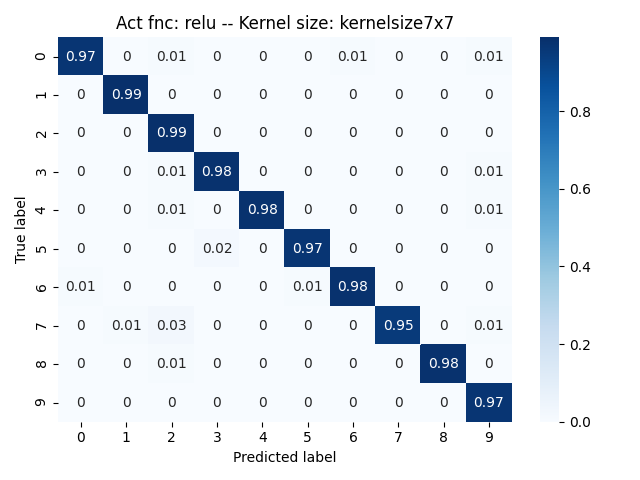 Act fnc: relu -- Kernel size: kernelsize7x7
True label
0 0.97 0 0.01 0 0 0 0.01 0 0 0.01
1 0 0.99 0 0 0 0 0 0 0 0
2 0 0 0.99 0 0 0 0 0 0 0
3 0 0 0.01 0.98 0 0 0 0 0 0.01
4 0 0 0.01 0 0.98 0 0 0 0 0.01
5 0 0 0 0.02 0 0.97 0 0 0 0
6 0.01 0 0 0 0 0.01 0.98 0 0 0
7 0 0.01 0.03 0 0 0 0 0.95 0 0.01
8 0 0 0.01 0 0 0 0 0 0.98 0
9 0 0 0 0 0 0 0 0 0 0.97
0 1 2 3 4 5 6 7 8 9
Predicted label
0.8
0.6
0.4
0.2
0.0